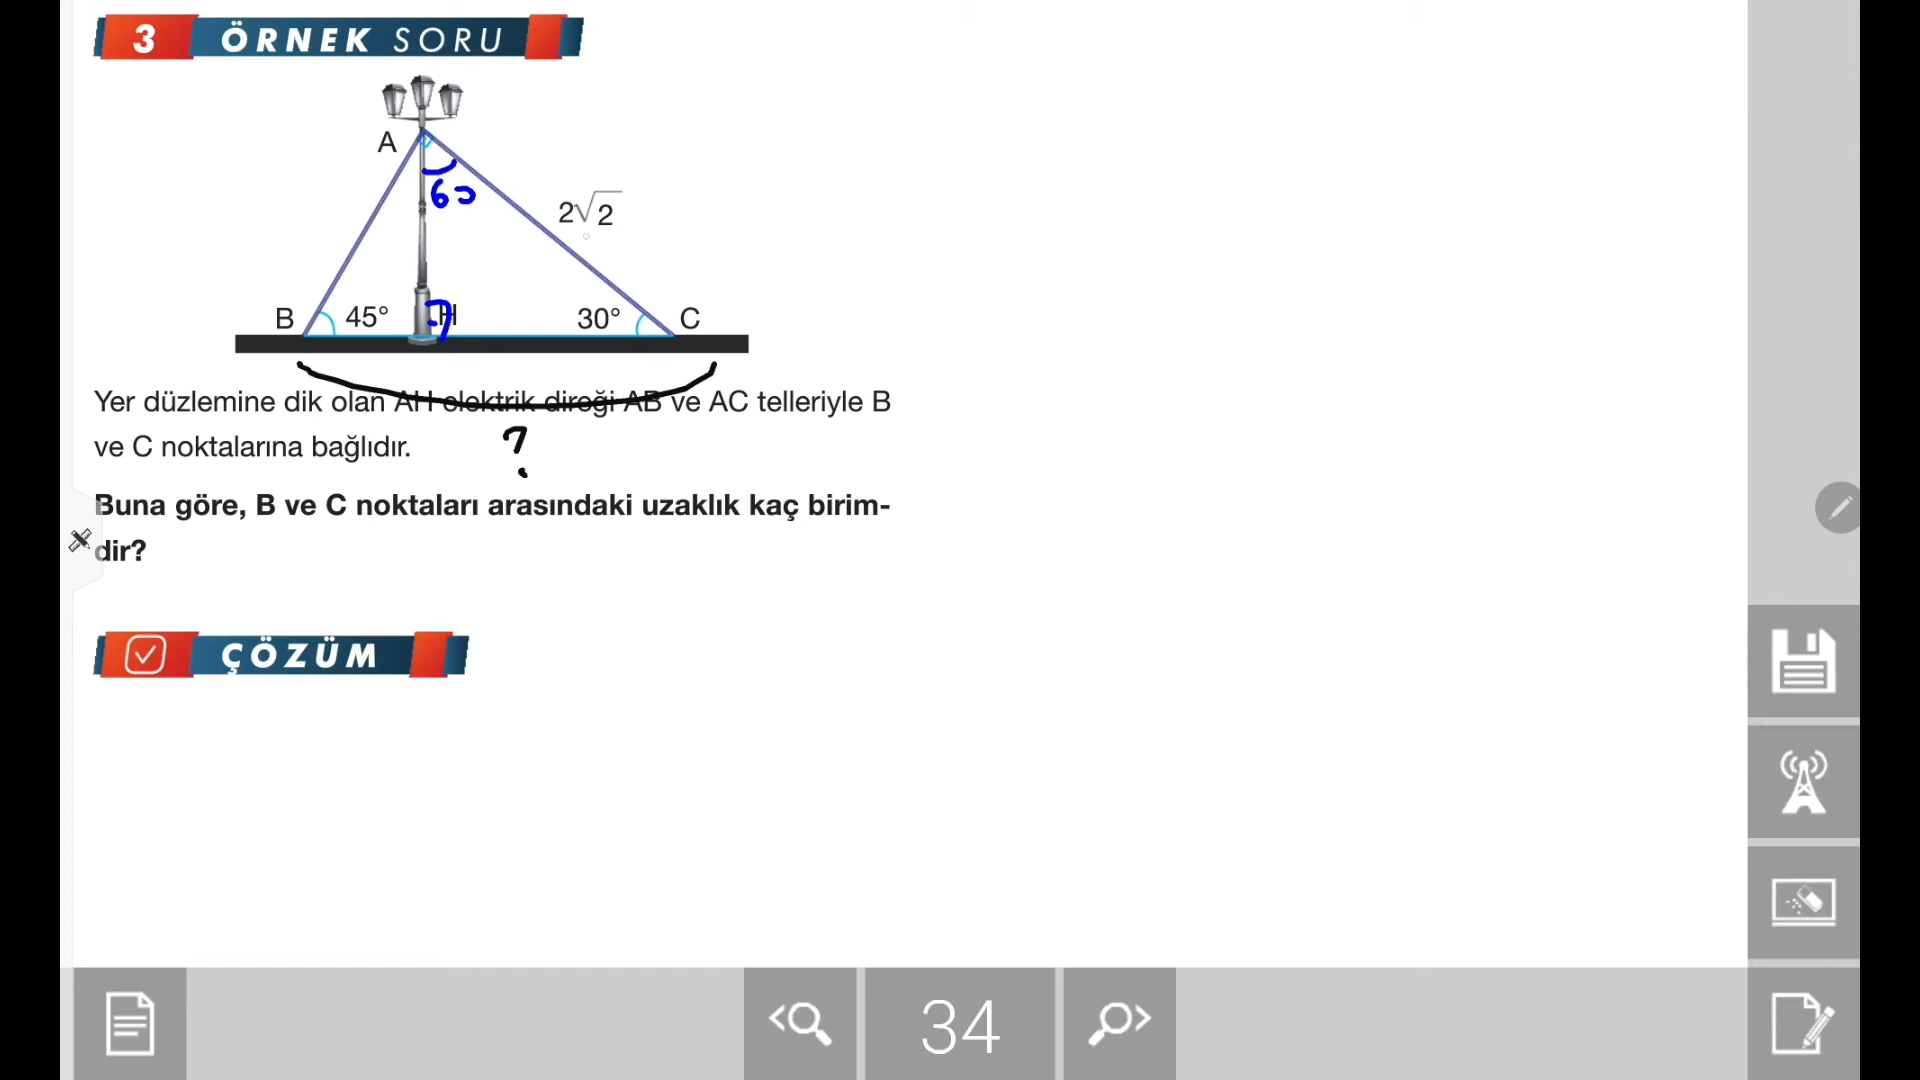 3 ÖRNEK SORU
A
60
2√2
B 45° H 30° C
Yer düzlemine dik olan AH elektrik direği AB ve AC telleriyle B
ve C noktalarına bağlıdır.
?
Buna göre, B ve C noktaları arasındaki uzaklık kaç birim-
dir?
ÇÖZÜM
34